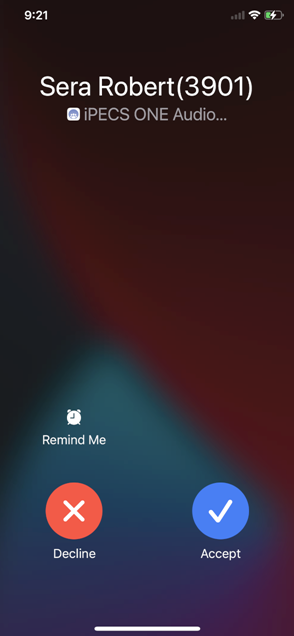 9:21
Sera Robert(3901)
iPECS ONE Audio...
Remind Me
Decline
Accept